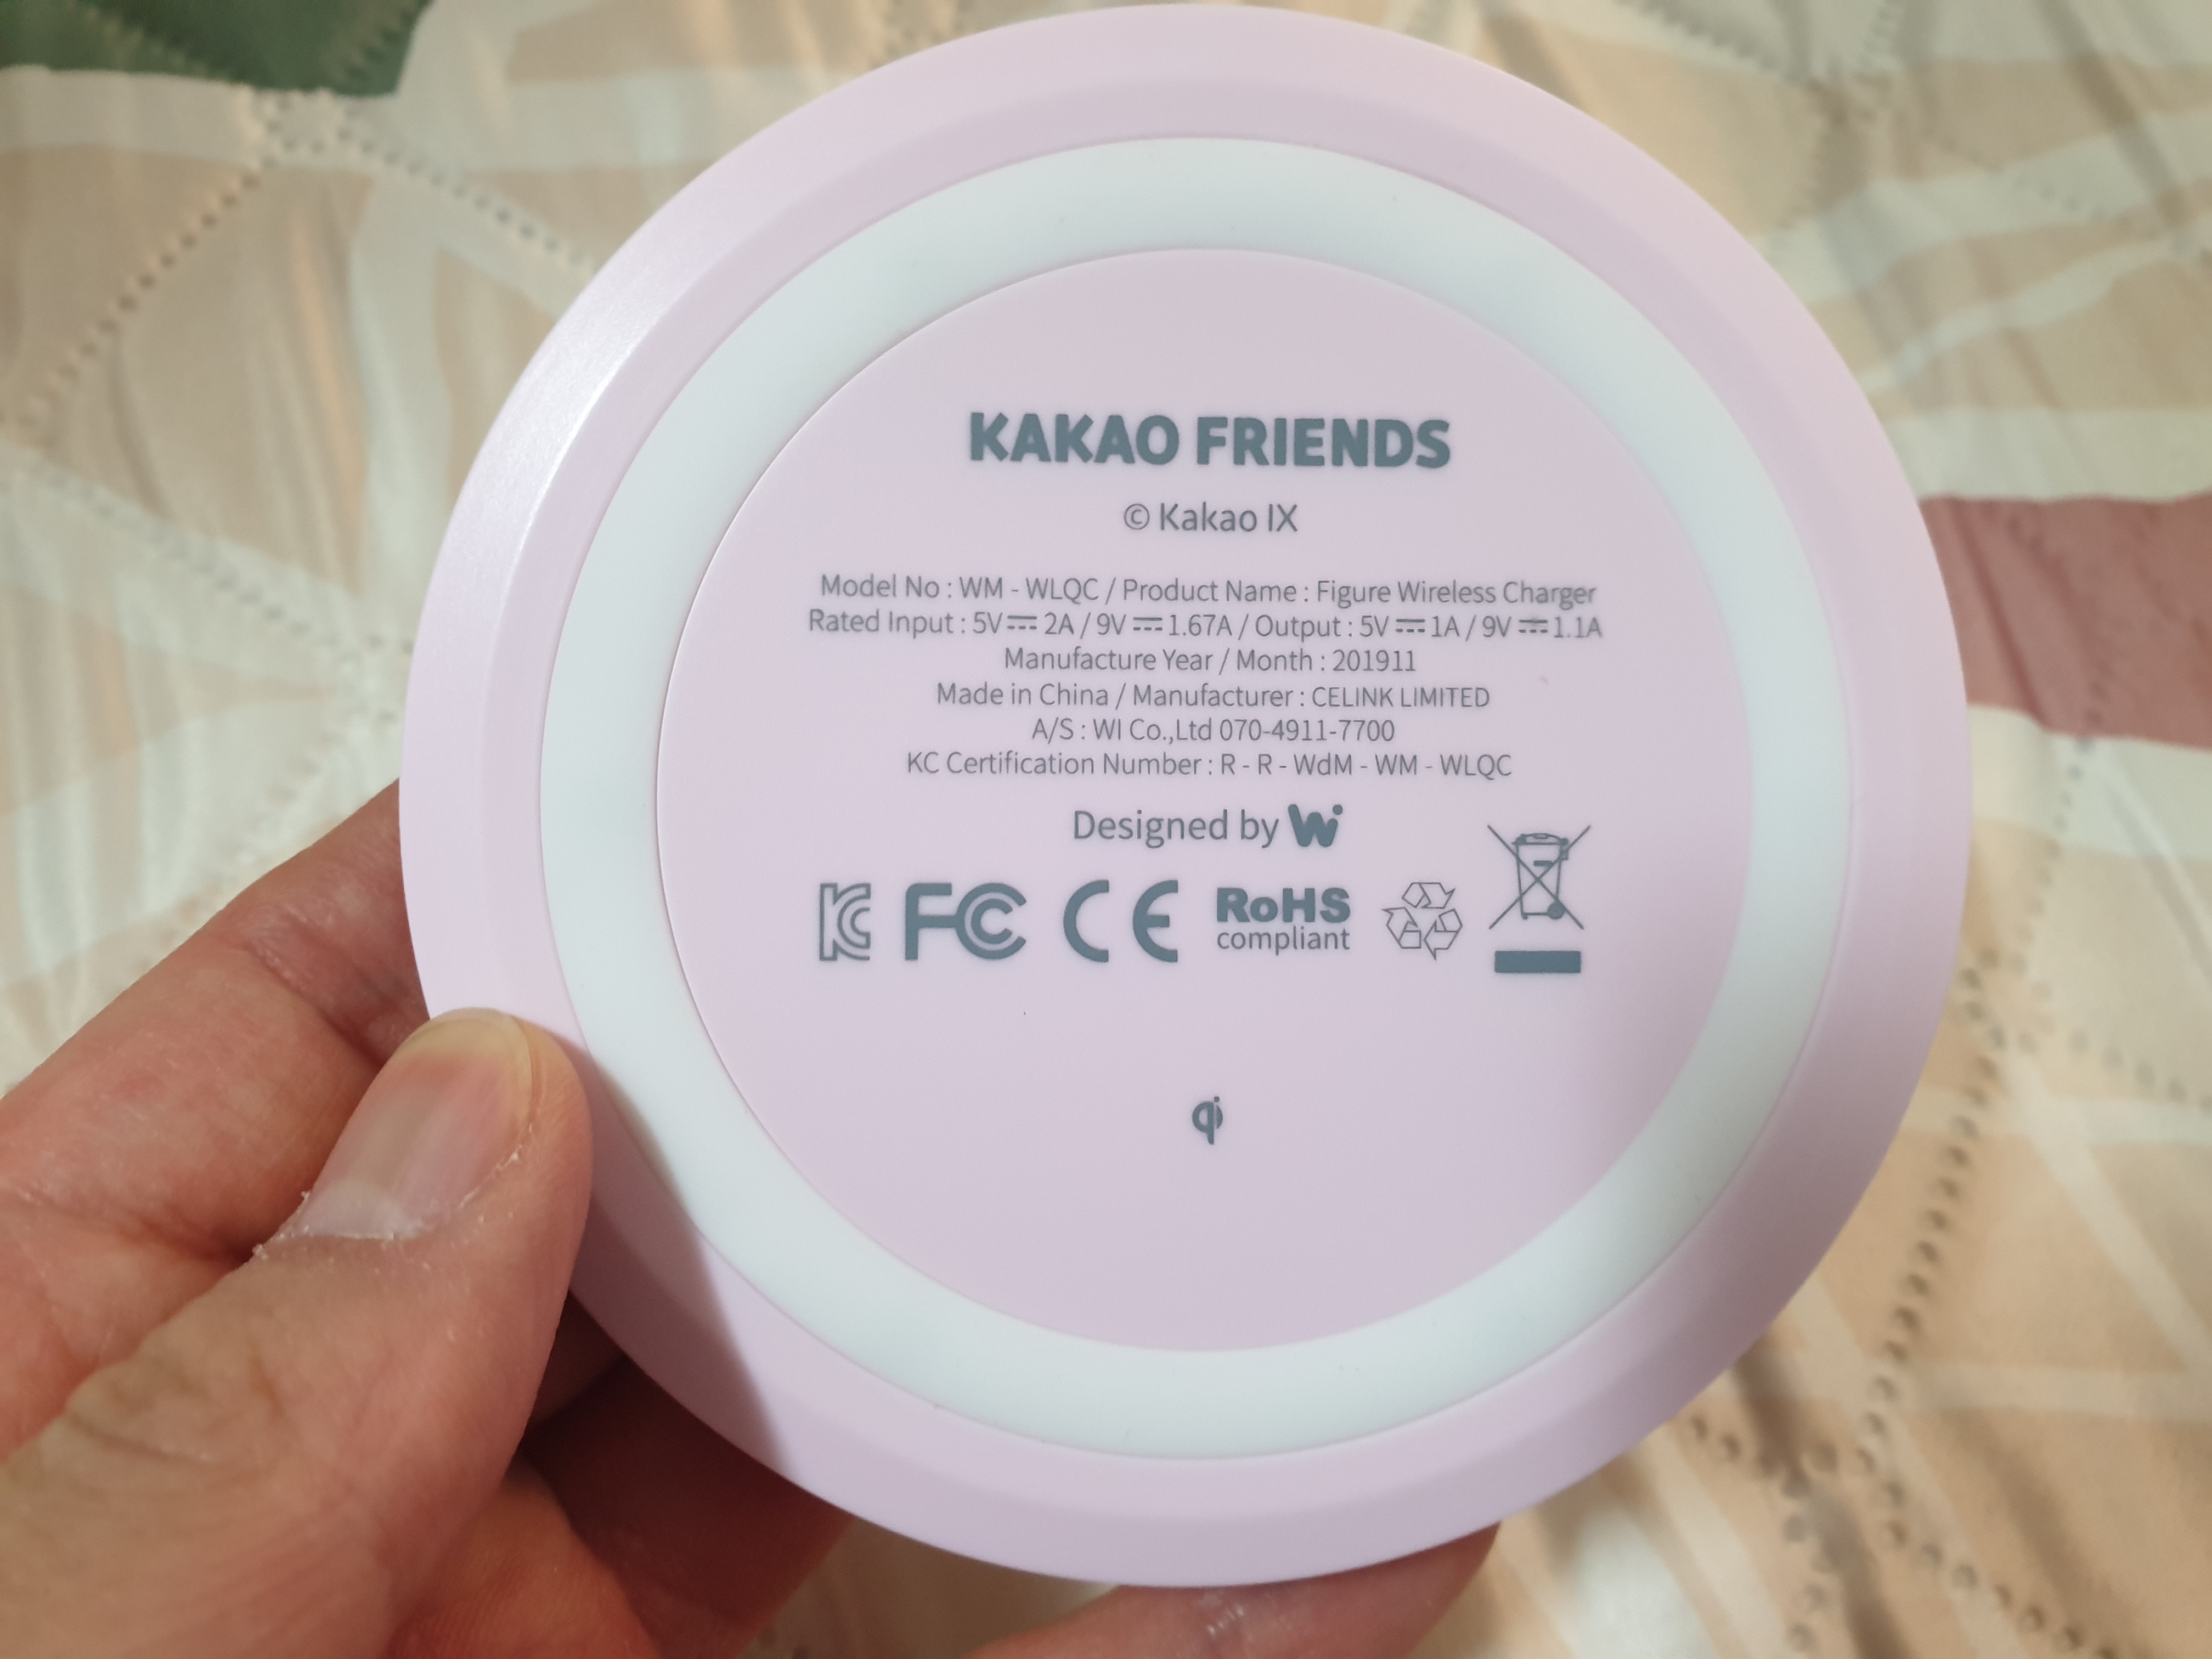 KAKAO FRIENDS
© Kakao IX
Model No : WM - WLQC / Product Name : Figure Wireless Charger
Rated Input : 5V⎓2A / 9V⎓1.67A / Output : 5V⎓1A / 9V⎓1.1A
Manufacture Year / Month : 201911
Made in China / Manufacturer : CELINK LIMITED
A/S : WI Co.,Ltd 070-4911-7700
KC Certification Number : R - R - WdM - WM - WLQC
Designed by Wi
KC FC CE RoHS compliant
qi